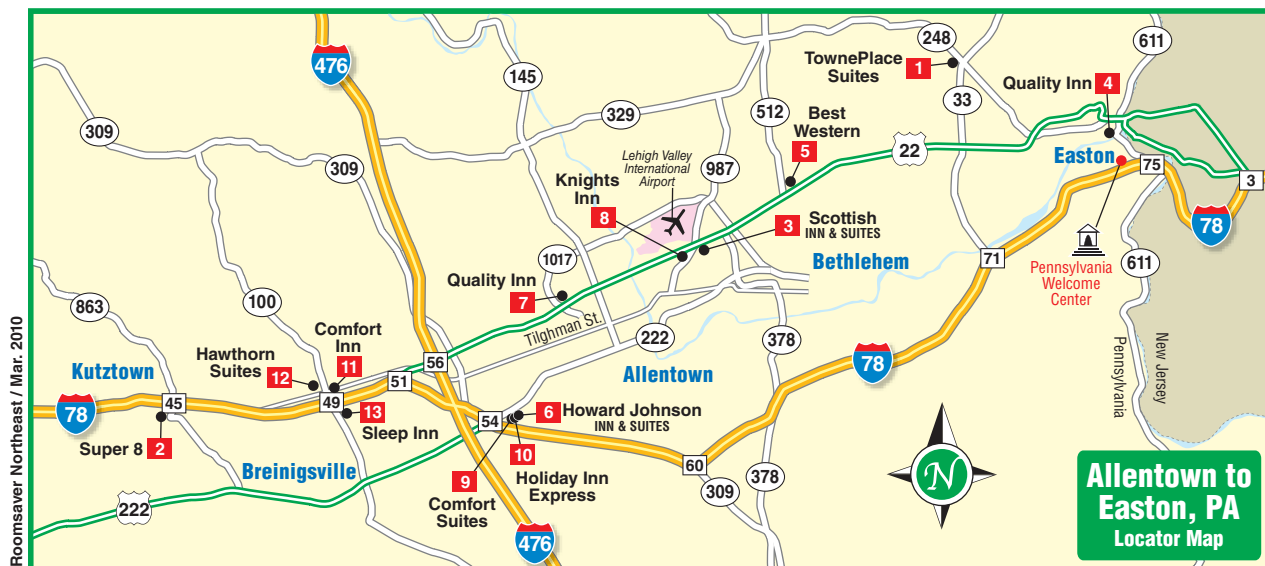 476
145
329
309
309
512
Best
Western
5
TownePlace
Suites
1
248
33
611
Quality Inn
4
22
Easton
75
3
78
Lehigh Valley
International
Airport
987
Knights
Inn
8
3
Scottish
INN & SUITES
Bethlehem
71
Pennsylvania
Welcome
Center
611
1017
Quality Inn
7
Tilghman St.
222
378
863
100
Comfort
Inn
11
Hawthorn
Suites
12
56
51
49
13
Sleep Inn
Kutztown
45
78
Super 8
2
Breinigsville
222
Allentown
78
54
6
Howard Johnson
INN & SUITES
10
Holiday Inn
Express
9
Comfort
Suites
476
60
309
378
N
Pennsylvania
New Jersey
Allentown to
Easton, PA
Locator Map
Roomsaver Northeast / Mar. 2010